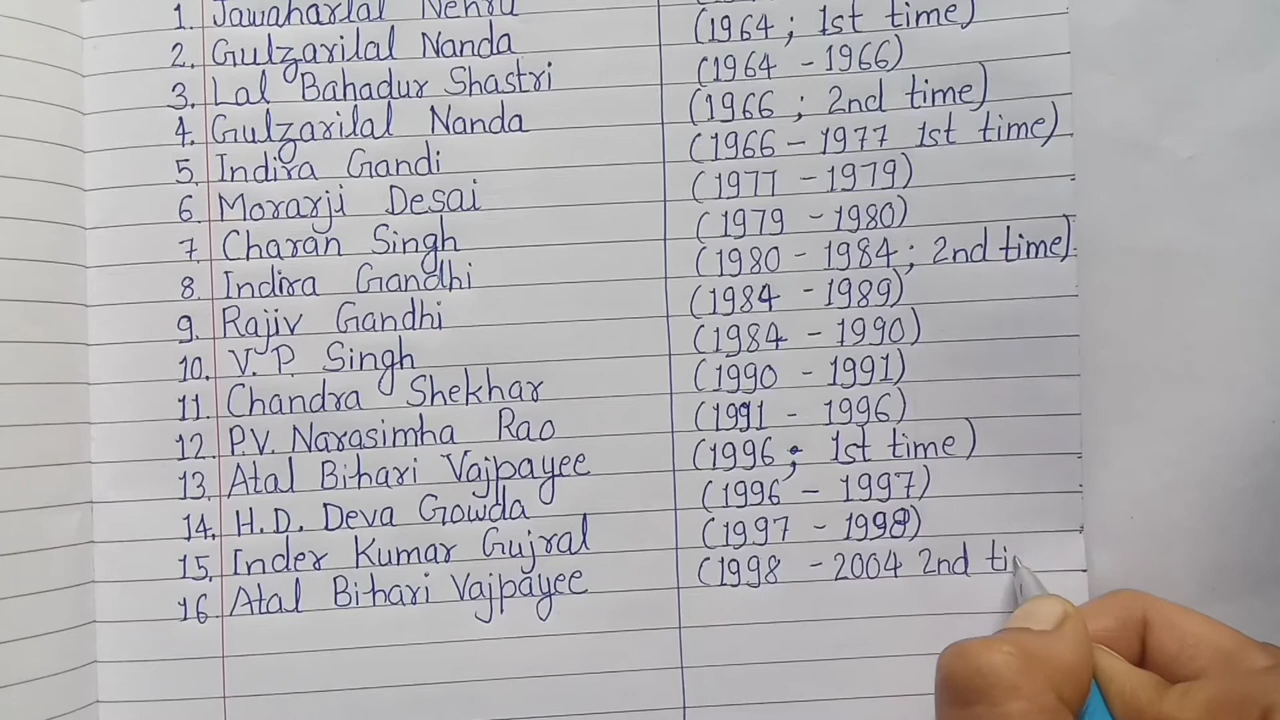 1. Jawaharlal Nehru
2. Gulzarilal Nanda (1964 ; 1st time)
3. Lal Bahadur Shastri (1964 - 1966)
4. Gulzarilal Nanda (1966 ; 2nd time)
5. Indira Gandi (1966 - 1977 1st time)
6. Morarji Desai (1977 - 1979)
7. Charan Singh (1979 - 1980)
8. Indira Gandhi (1980 - 1984 ; 2nd time)
9. Rajiv Gandhi (1984 - 1989)
10. V. P. Singh (1984 - 1990)
11. Chandra Shekhar (1990 - 1991)
12. P.V. Narasimha Rao (1991 - 1996)
13. Atal Bihari Vajpayee (1996 ; 1st time)
14. H.D. Deva Gowda (1996 - 1997)
15. Inder Kumar Gujral (1997 - 1998)
16. Atal Bihari Vajpayee (1998 - 2004 2nd ti